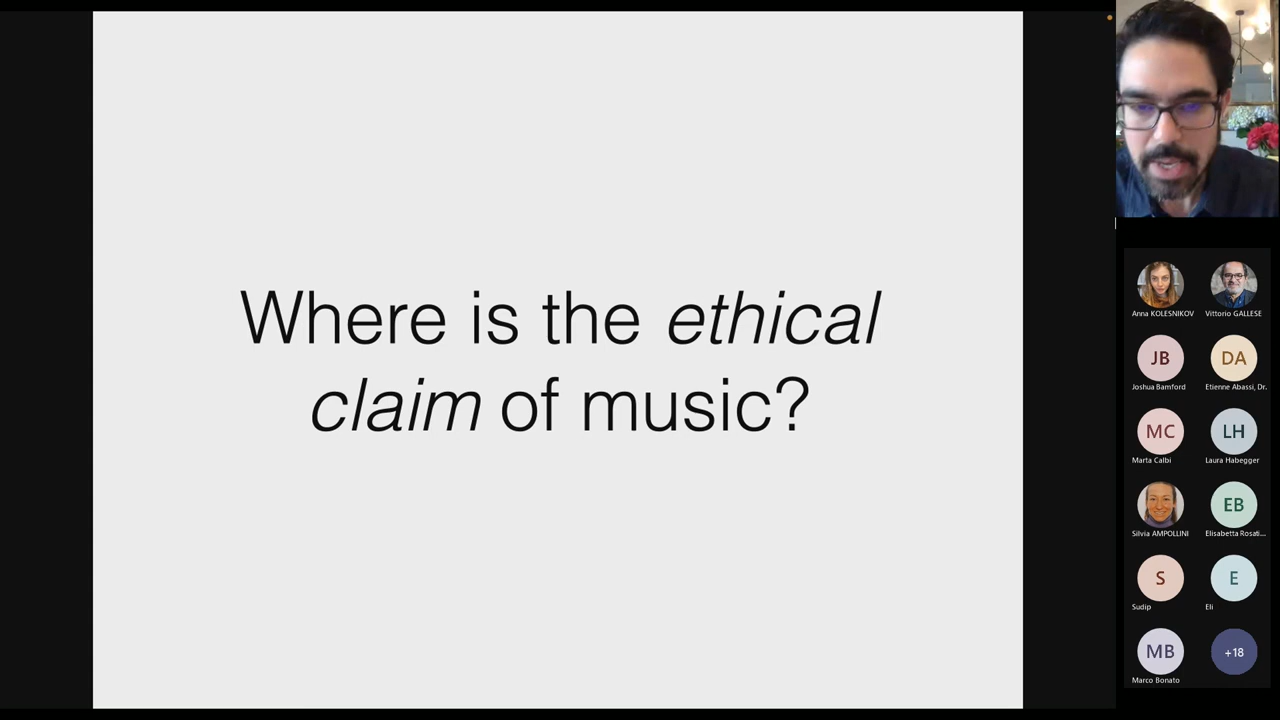 Where is the ethical
claim of music?
Anna KOLESNIKOV
Vittorio GALLESE
JB
DA
Joshua Bamford
Etienne Abassi, Dr.
MC
LH
Marta Calbi
Laura Habegger
EB
Silvia AMPOLLINI
Elisabetta Rosati...
S
E
Sudip
Eli
MB
+18
Marco Bonato